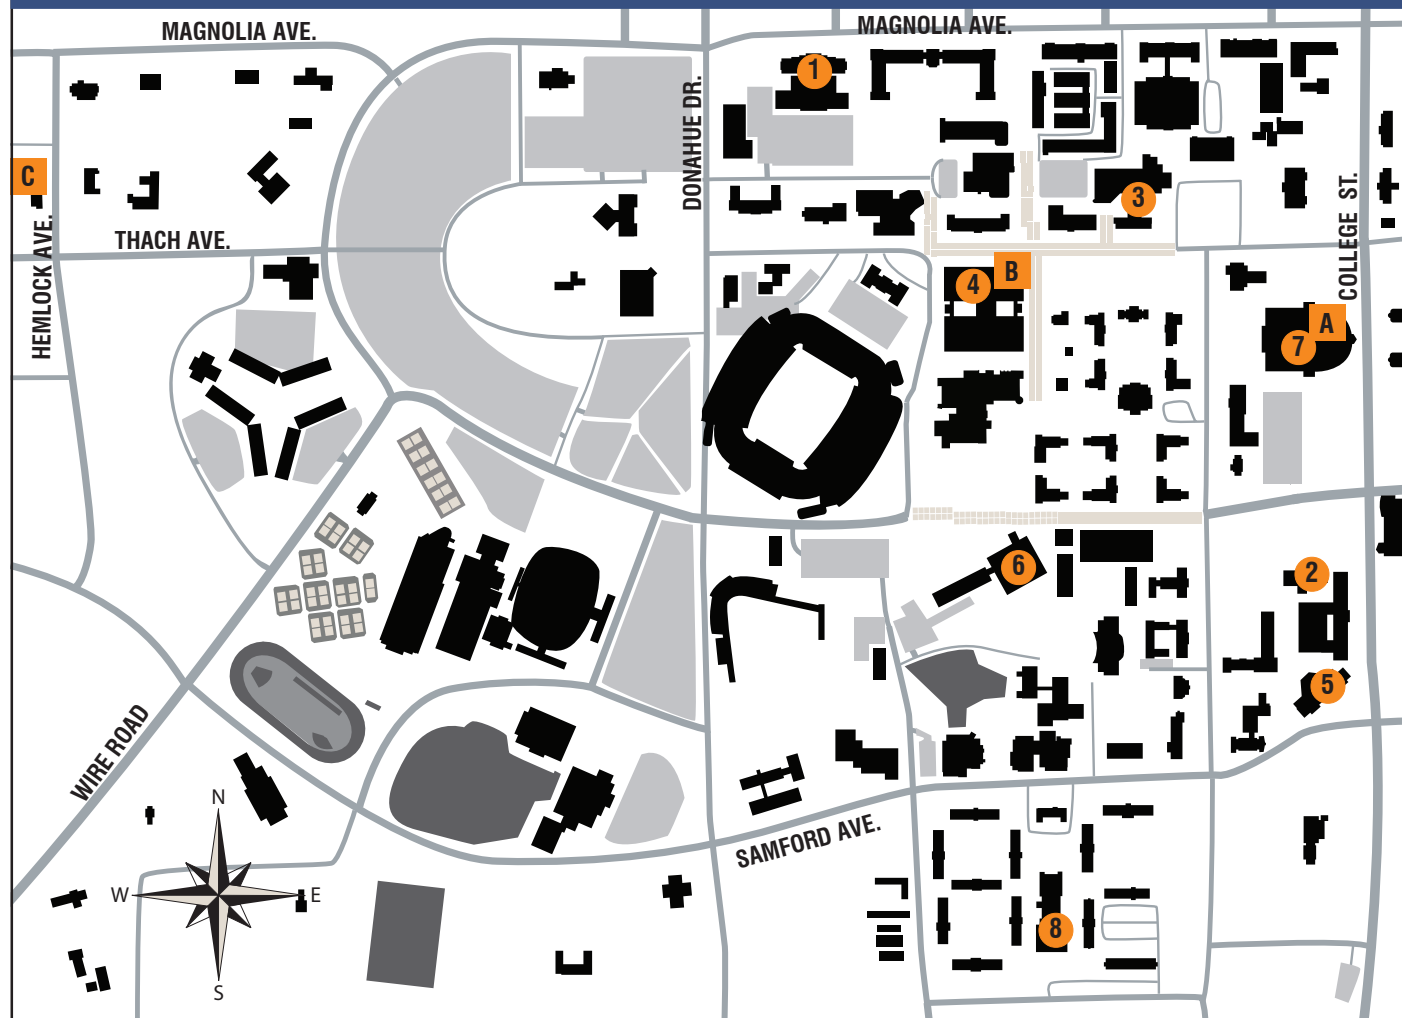 MAGNOLIA AVE.
MAGNOLIA AVE.
1
DONAHUE DR.
C
3
COLLEGE ST.
HEMLOCK AVE.
THACH AVE.
B
4
A
7
6
2
5
WIRE ROAD
N
W
E
S
SAMFORD AVE.
8